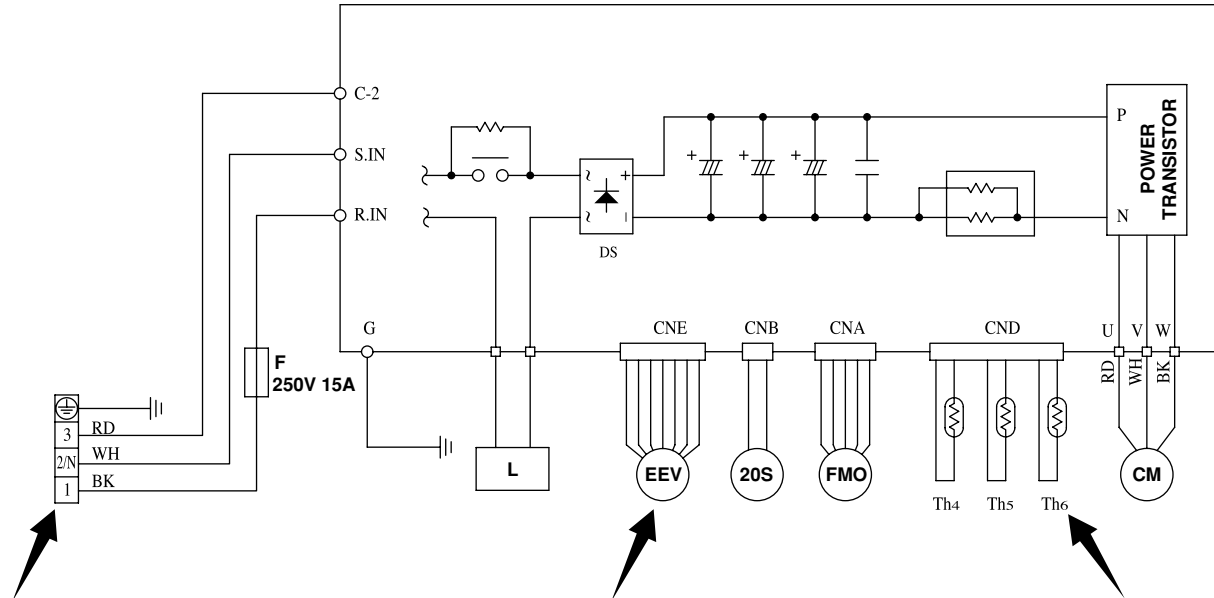 C-2
S.IN
R.IN
~ +
~ –
DS
P
N
POWER
TRANSISTOR
+ + +
G
CNE CNB CNA CND U V W
RD WH BK
F
250V 15A
3 RD
2/N WH
1 BK
L
EEV
20S
FMO
CM
Th4 Th5 Th6